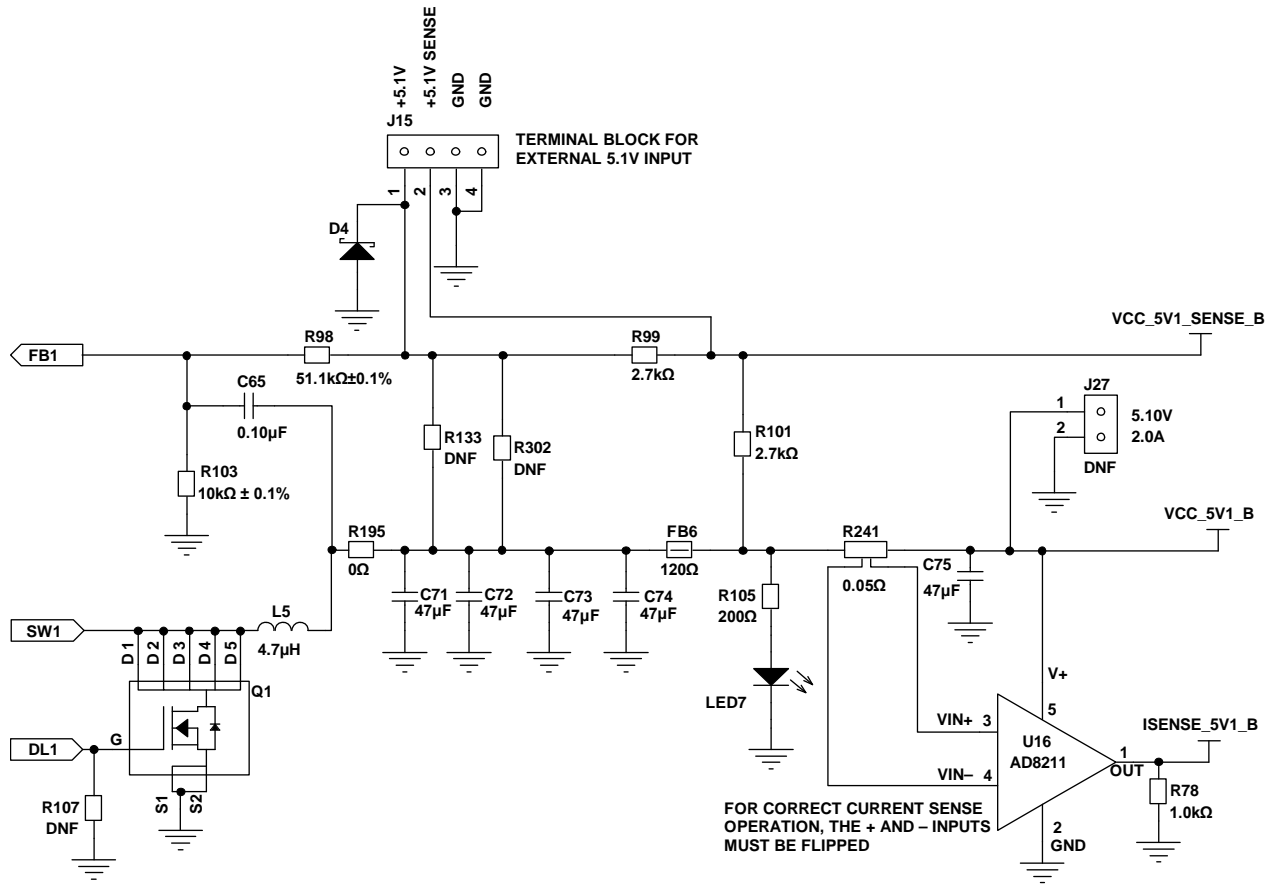 +5.1V
+5.1V SENSE
GND
GND
J15
TERMINAL BLOCK FOR
EXTERNAL 5.1V INPUT
1
2
3
4
D4
VCC_5V1_SENSE_B
FB1
R98
51.1kΩ±0.1%
R99
2.7kΩ
C65
0.10µF
J27
1
2
5.10V
2.0A
DNF
R133
DNF
R302
DNF
R101
2.7kΩ
R103
10kΩ ± 0.1%
VCC_5V1_B
R195
0Ω
FB6
120Ω
R241
0.05Ω
C71
47µF
C72
47µF
C73
47µF
C74
47µF
R105
200Ω
C75
47µF
SW1
L5
4.7µH
D1
D2
D3
D4
D5
Q1
LED7
V+
5
DL1
G
VIN+ 3
U16
AD8211
1
OUT
ISENSE_5V1_B
VIN– 4
R107
DNF
S1
S2
R78
1.0kΩ
FOR CORRECT CURRENT SENSE
OPERATION, THE + AND – INPUTS
MUST BE FLIPPED
2
GND